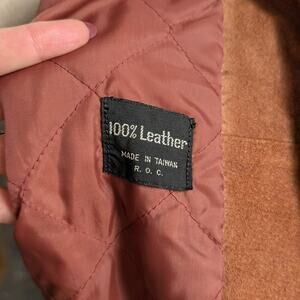 100% Leather
MADE IN TAIWAN
R. O. C.